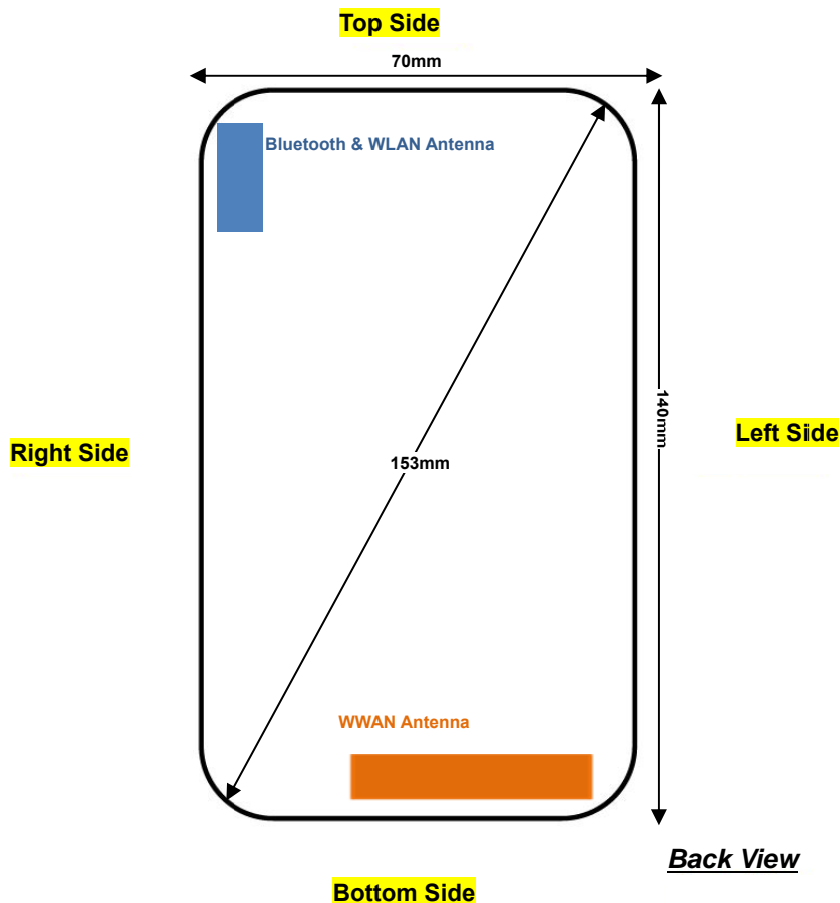 Top Side
70mm
Bluetooth & WLAN Antenna
140mm
Left Side
Right Side
153mm
WWAN Antenna
Back View
Bottom Side